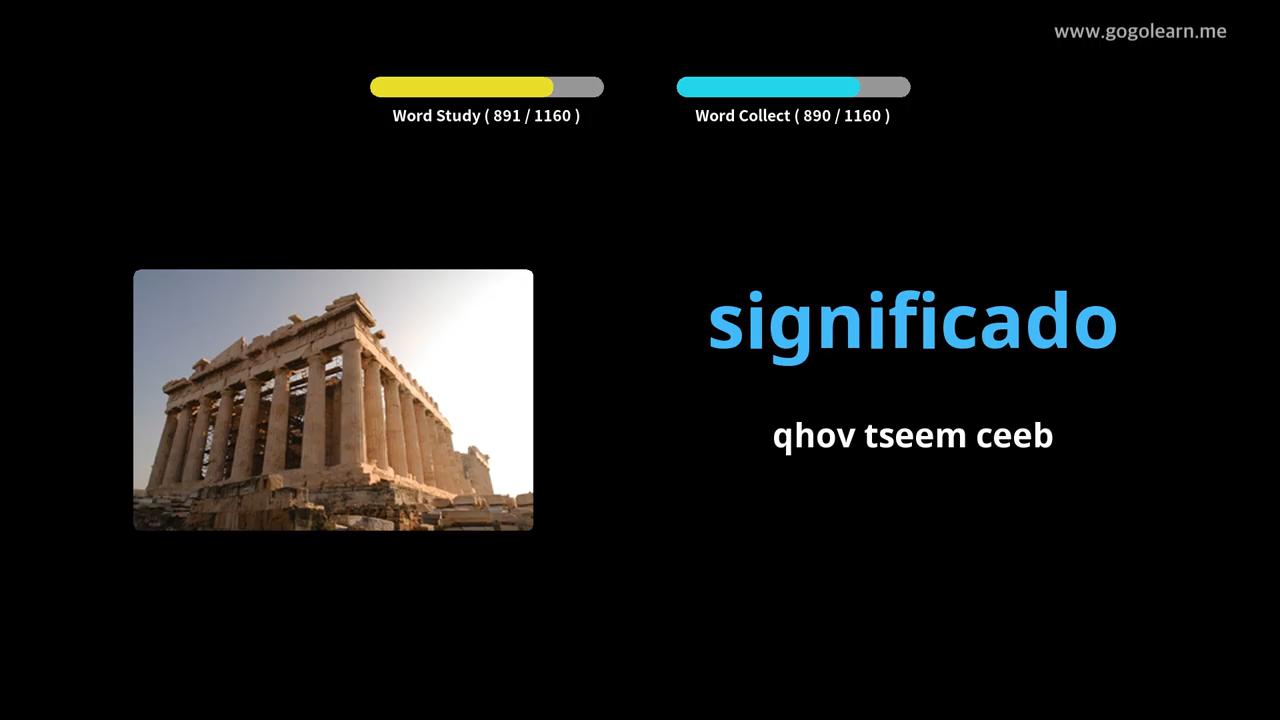 www.gogolearn.me
Word Study ( 891 / 1160 )
Word Collect ( 890 / 1160 )
significado
qhov tseem ceeb